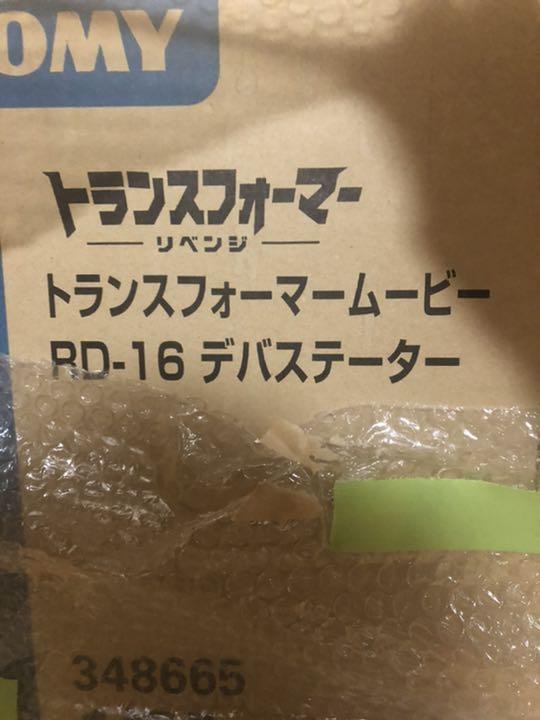 OMY
トランスフォーマー
リベンジ
トランスフォーマームービー
RD-16 デバステーター
348665